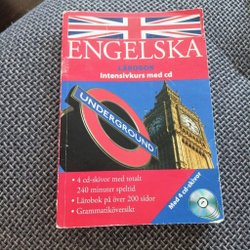 ENGELSKA
LÄROBOK
Intensivkurs med cd
UNDERGROUND
• 4 cd-skivor med totalt
240 minuter speltid
• Lärobok på över 200 sidor
• Grammatiköversikt
Med 4 cd-skivor